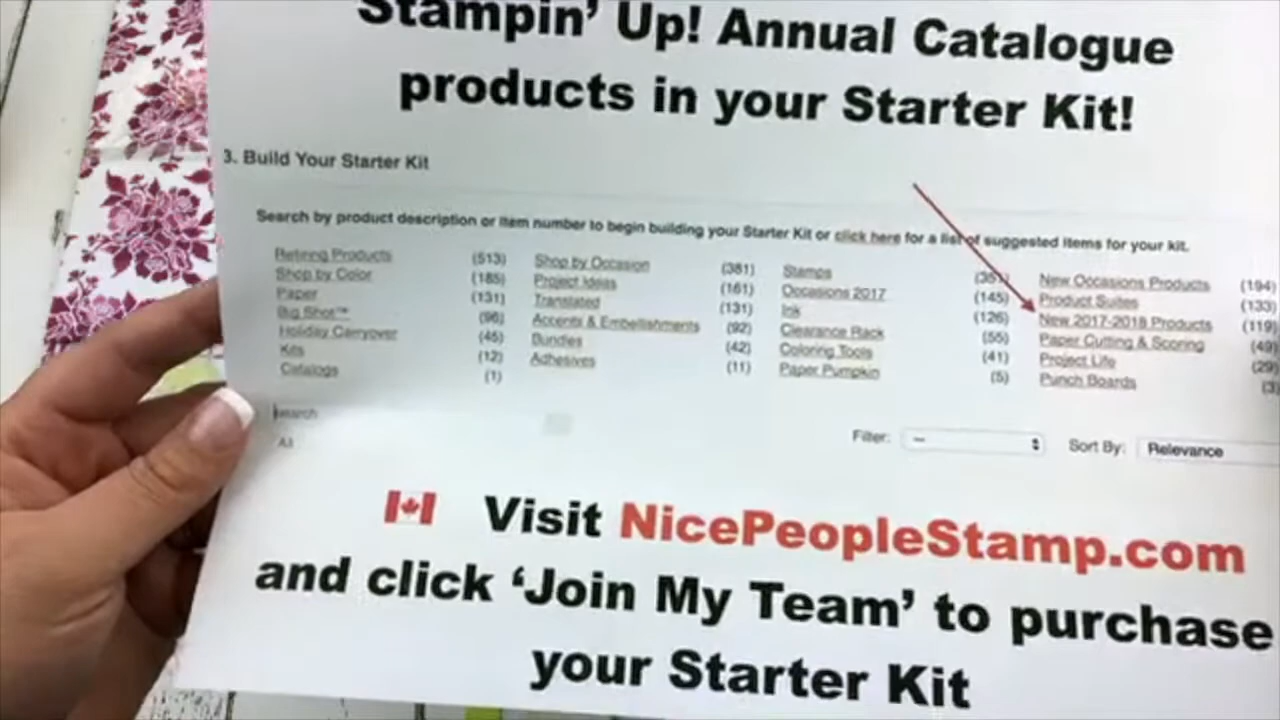 Stampin' Up! Annual Catalogue
products in your Starter Kit!
3. Build Your Starter Kit
Search by product description or item number to begin building your Starter Kit or click here for a list of suggested items for your kit.
Retiring Products (513) Shop by Occasion (381) Stamps (351) New Occasions Products (194)
Shop by Color (185) Project Ideas (161) Occasions 2017 (145) Product Suites (133)
Paper (131) Translated (131) Ink (126) New 2017-2018 Products (119)
Big Shot™ (96) Accents & Embellishments (92) Clearance Rack (55) Paper Cutting & Scoring (49)
Holiday Carryover (45) Bundles (42) Coloring Tools (41) Project Life (29)
Kits (12) Adhesives (11) Paper Pumpkin (5) Punch Boards (3)
Catalogs (1)
Search
All
Filter: -- Sort By: Relevance
Visit NicePeopleStamp.com
and click ‘Join My Team’ to purchase
your Starter Kit